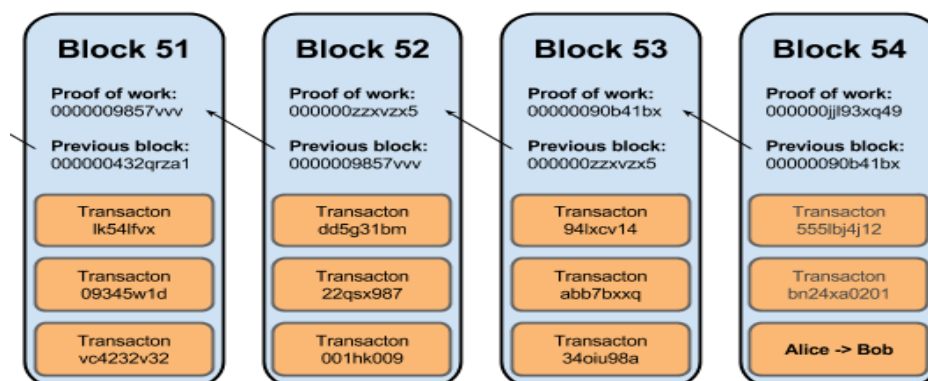 Block 51
Proof of work:
0000009857vvv
Previous block:
000000432qrza1
Transacton
lk54lfvx
Transacton
09345w1d
Transacton
vc4232v32
Block 52
Proof of work:
000000zzxvzx5
Previous block:
0000009857vvv
Transacton
dd5g31bm
Transacton
22qsx987
Transacton
001hk009
Block 53
Proof of work:
00000090b41bx
Previous block:
000000zzxvzx5
Transacton
94lxcv14
Transacton
abb7bxxq
Transacton
34oiu98a
Block 54
Proof of work:
000000jjl93xq49
Previous block:
00000090b41bx
Transacton
555lbj4j12
Transacton
bn24xa0201
Alice -> Bob